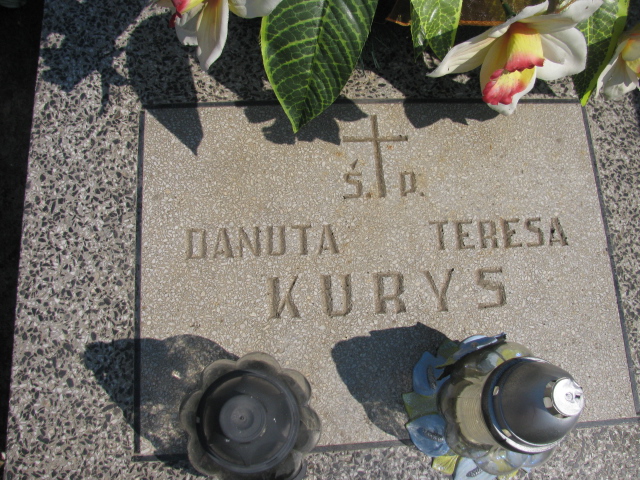 Ś. P.
DANUTA TERESA
KURYS